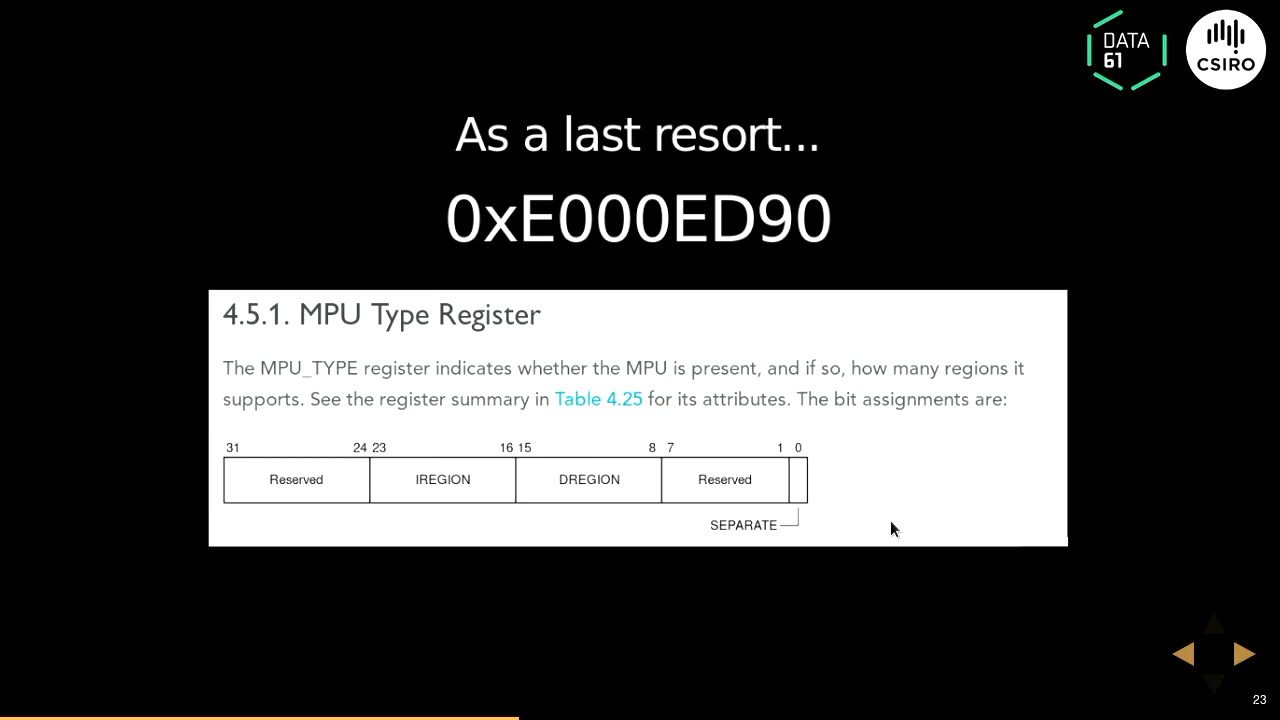 DATA
61
CSIRO
As a last resort...
0xE000ED90
4.5.1. MPU Type Register
The MPU_TYPE register indicates whether the MPU is present, and if so, how many regions it
supports. See the register summary in Table 4.25 for its attributes. The bit assignments are:
31 24 23 16 15 8 7 1 0
Reserved IREGION DREGION Reserved
SEPARATE
23